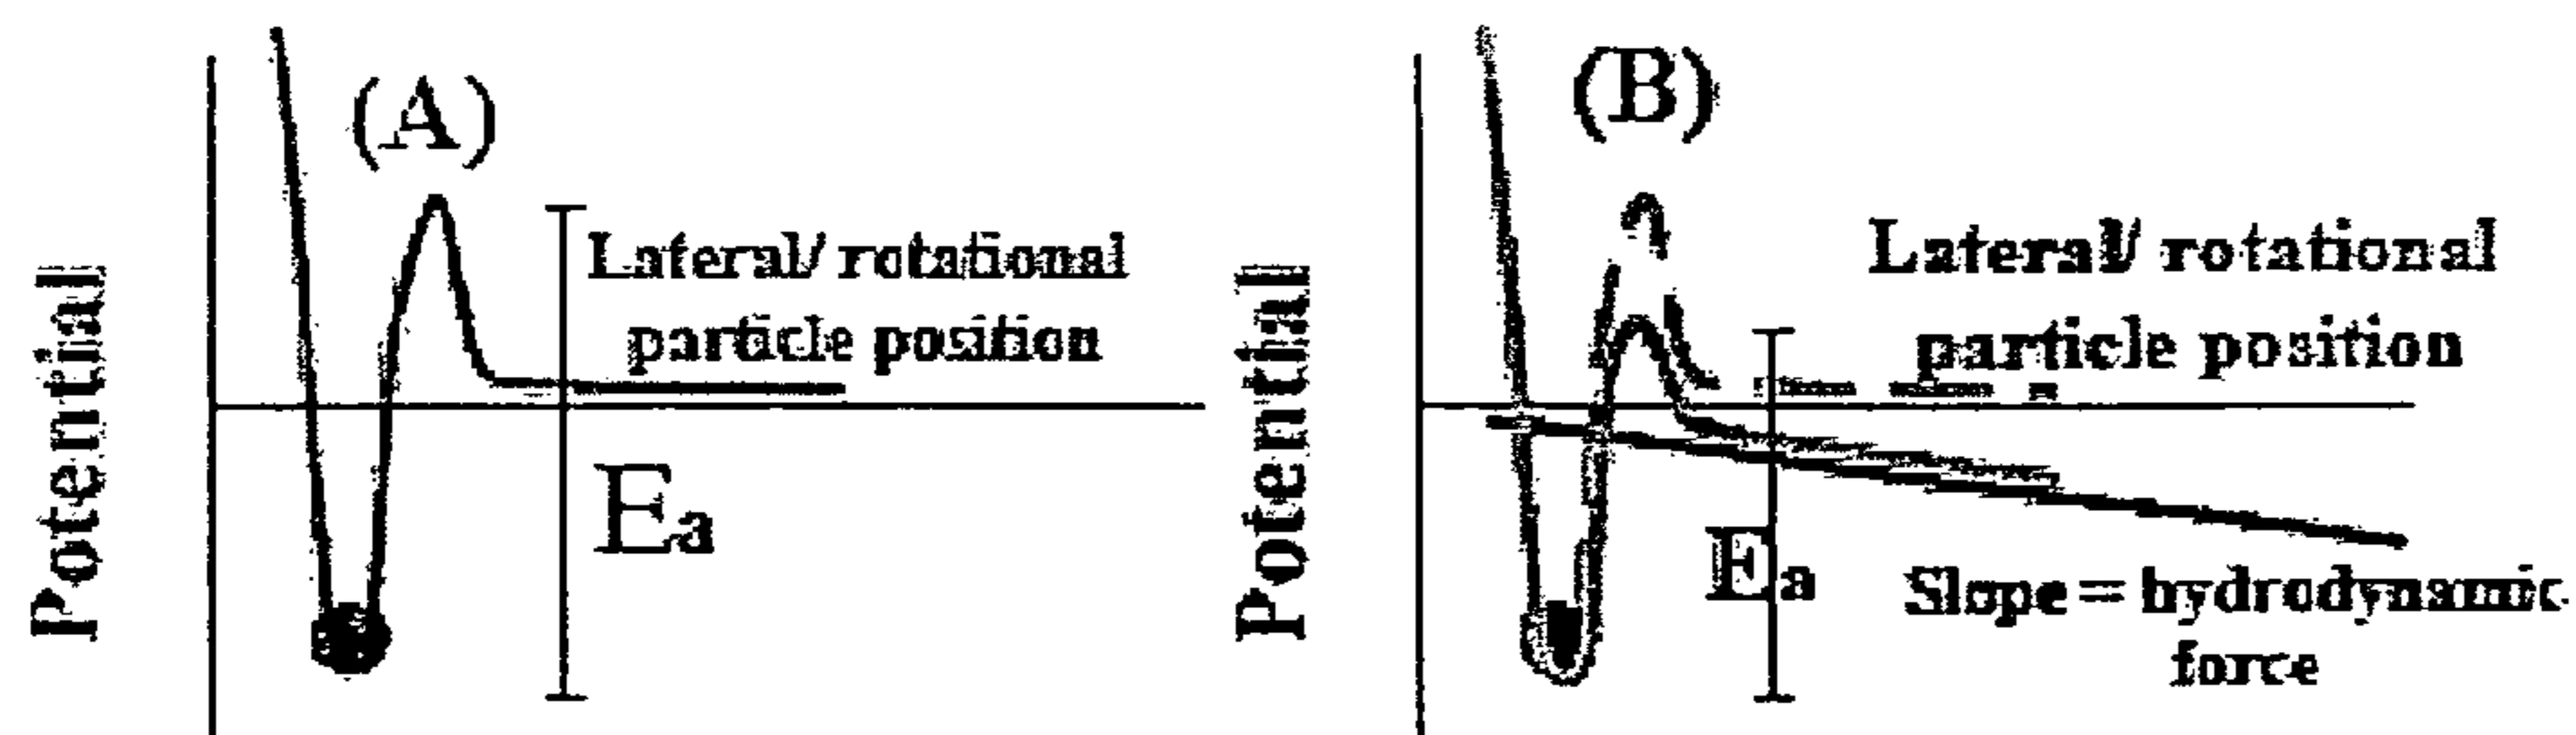 (A)
Potential
Lateral/ rotational
particle position
Ea
(B)
Potential
Lateral/ rotational
particle position
Ea
Slope = hydrodynamic
force